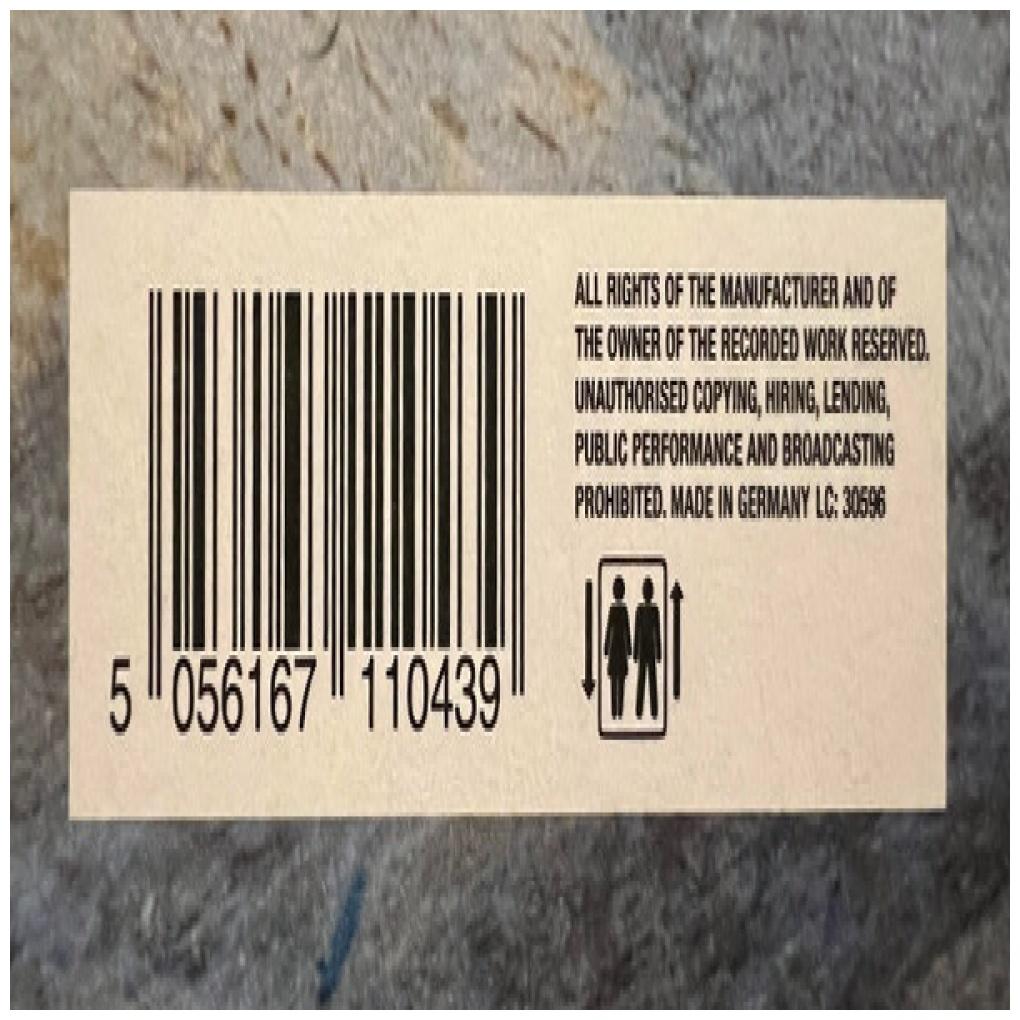 ALL RIGHTS OF THE MANUFACTURER AND OF
THE OWNER OF THE RECORDED WORK RESERVED.
UNAUTHORISED COPYING, HIRING, LENDING,
PUBLIC PERFORMANCE AND BROADCASTING
PROHIBITED. MADE IN GERMANY LC: 30596
5 056167 110439